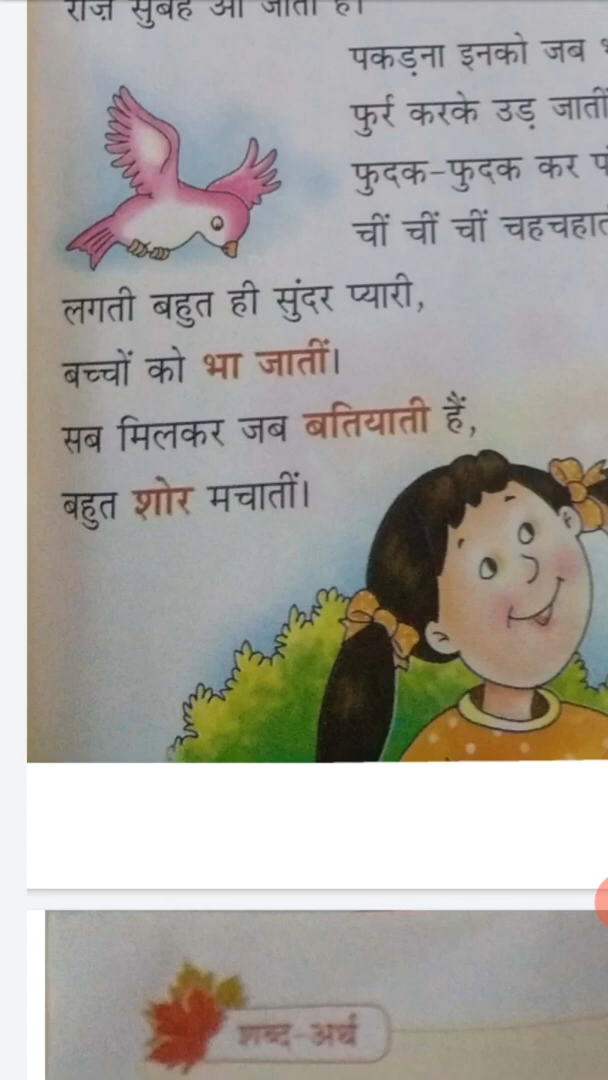 रोज़ सुबह आ जाती हैं।
पकड़ना इनको जब
फुर्र करके उड़ जातीं
फुदक-फुदक कर
चीं चीं चीं चहचहात
लगती बहुत ही सुंदर प्यारी,
बच्चों को भा जातीं।
सब मिलकर जब बतियाती हैं,
बहुत शोर मचातीं।
शब्द-अर्थ